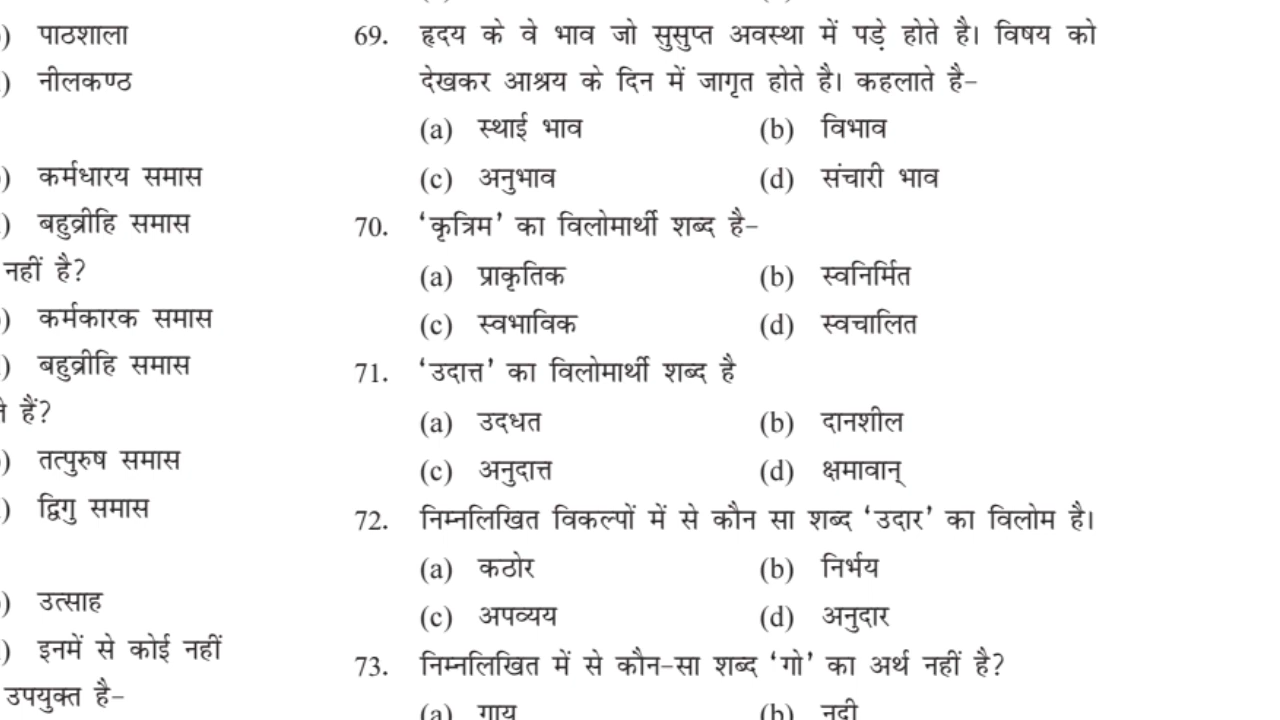 पाठशाला
नीलकण्ठ
कर्मधारय समास
बहुव्रीहि समास
नहीं है?
कर्मकारक समास
बहुव्रीहि समास
हैं?
तत्पुरुष समास
द्विगु समास
उत्साह
इनमें से कोई नहीं
उपयुक्त है-
69. हृदय के वे भाव जो सुसुप्त अवस्था में पड़े होते है। विषय को
देखकर आश्रय के दिन में जागृत होते है। कहलाते है-
(a) स्थाई भाव (b) विभाव
(c) अनुभाव (d) संचारी भाव
70. ‘कृत्रिम’ का विलोमार्थी शब्द है-
(a) प्राकृतिक (b) स्वनिर्मित
(c) स्वभाविक (d) स्वचालित
71. ‘उदात्त’ का विलोमार्थी शब्द है
(a) उदधत (b) दानशील
(c) अनुदात्त (d) क्षमावान्
72. निम्नलिखित विकल्पों में से कौन सा शब्द ‘उदार’ का विलोम है।
(a) कठोर (b) निर्भय
(c) अपव्यय (d) अनुदार
73. निम्नलिखित में से कौन-सा शब्द ‘गो’ का अर्थ नहीं है?
(a) गाय (b) नदी